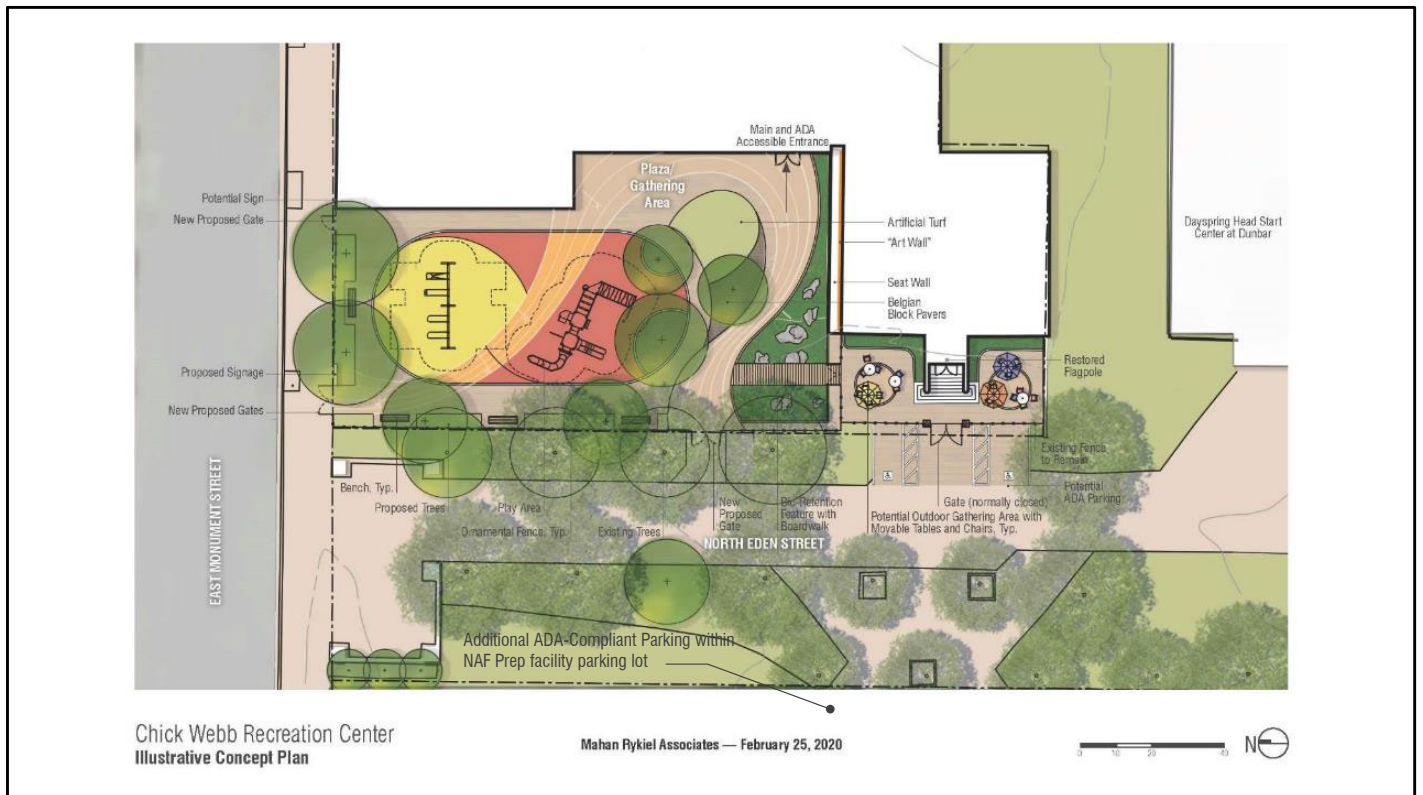 Main and ADA
Accessible Entrance
Plaza/
Gathering
Area
Potential Sign
New Proposed Gate
Artificial Turf
"Art Wall"
Dayspring Head Start
Center at Dunbar
Seat Wall
Belgian
Block Pavers
Proposed Signage
Restored
Flagpole
New Proposed Gates
Existing Fence
to Remain
Bench, Typ.
Proposed Trees
Play Area
Ornamental Fence, Typ.
Existing Trees
New
Proposed
Gate
Bio-Retention
Feature with
Boardwalk
Gate (normally closed)
Potential
ADA Parking
Potential Outdoor Gathering Area with
Movable Tables and Chairs, Typ.
NORTH EDEN STREET
EAST MONUMENT STREET
Additional ADA-Compliant Parking within
NAF Prep facility parking lot
Chick Webb Recreation Center
Illustrative Concept Plan
Mahan Rykiel Associates — February 25, 2020
0 10 20 40
N